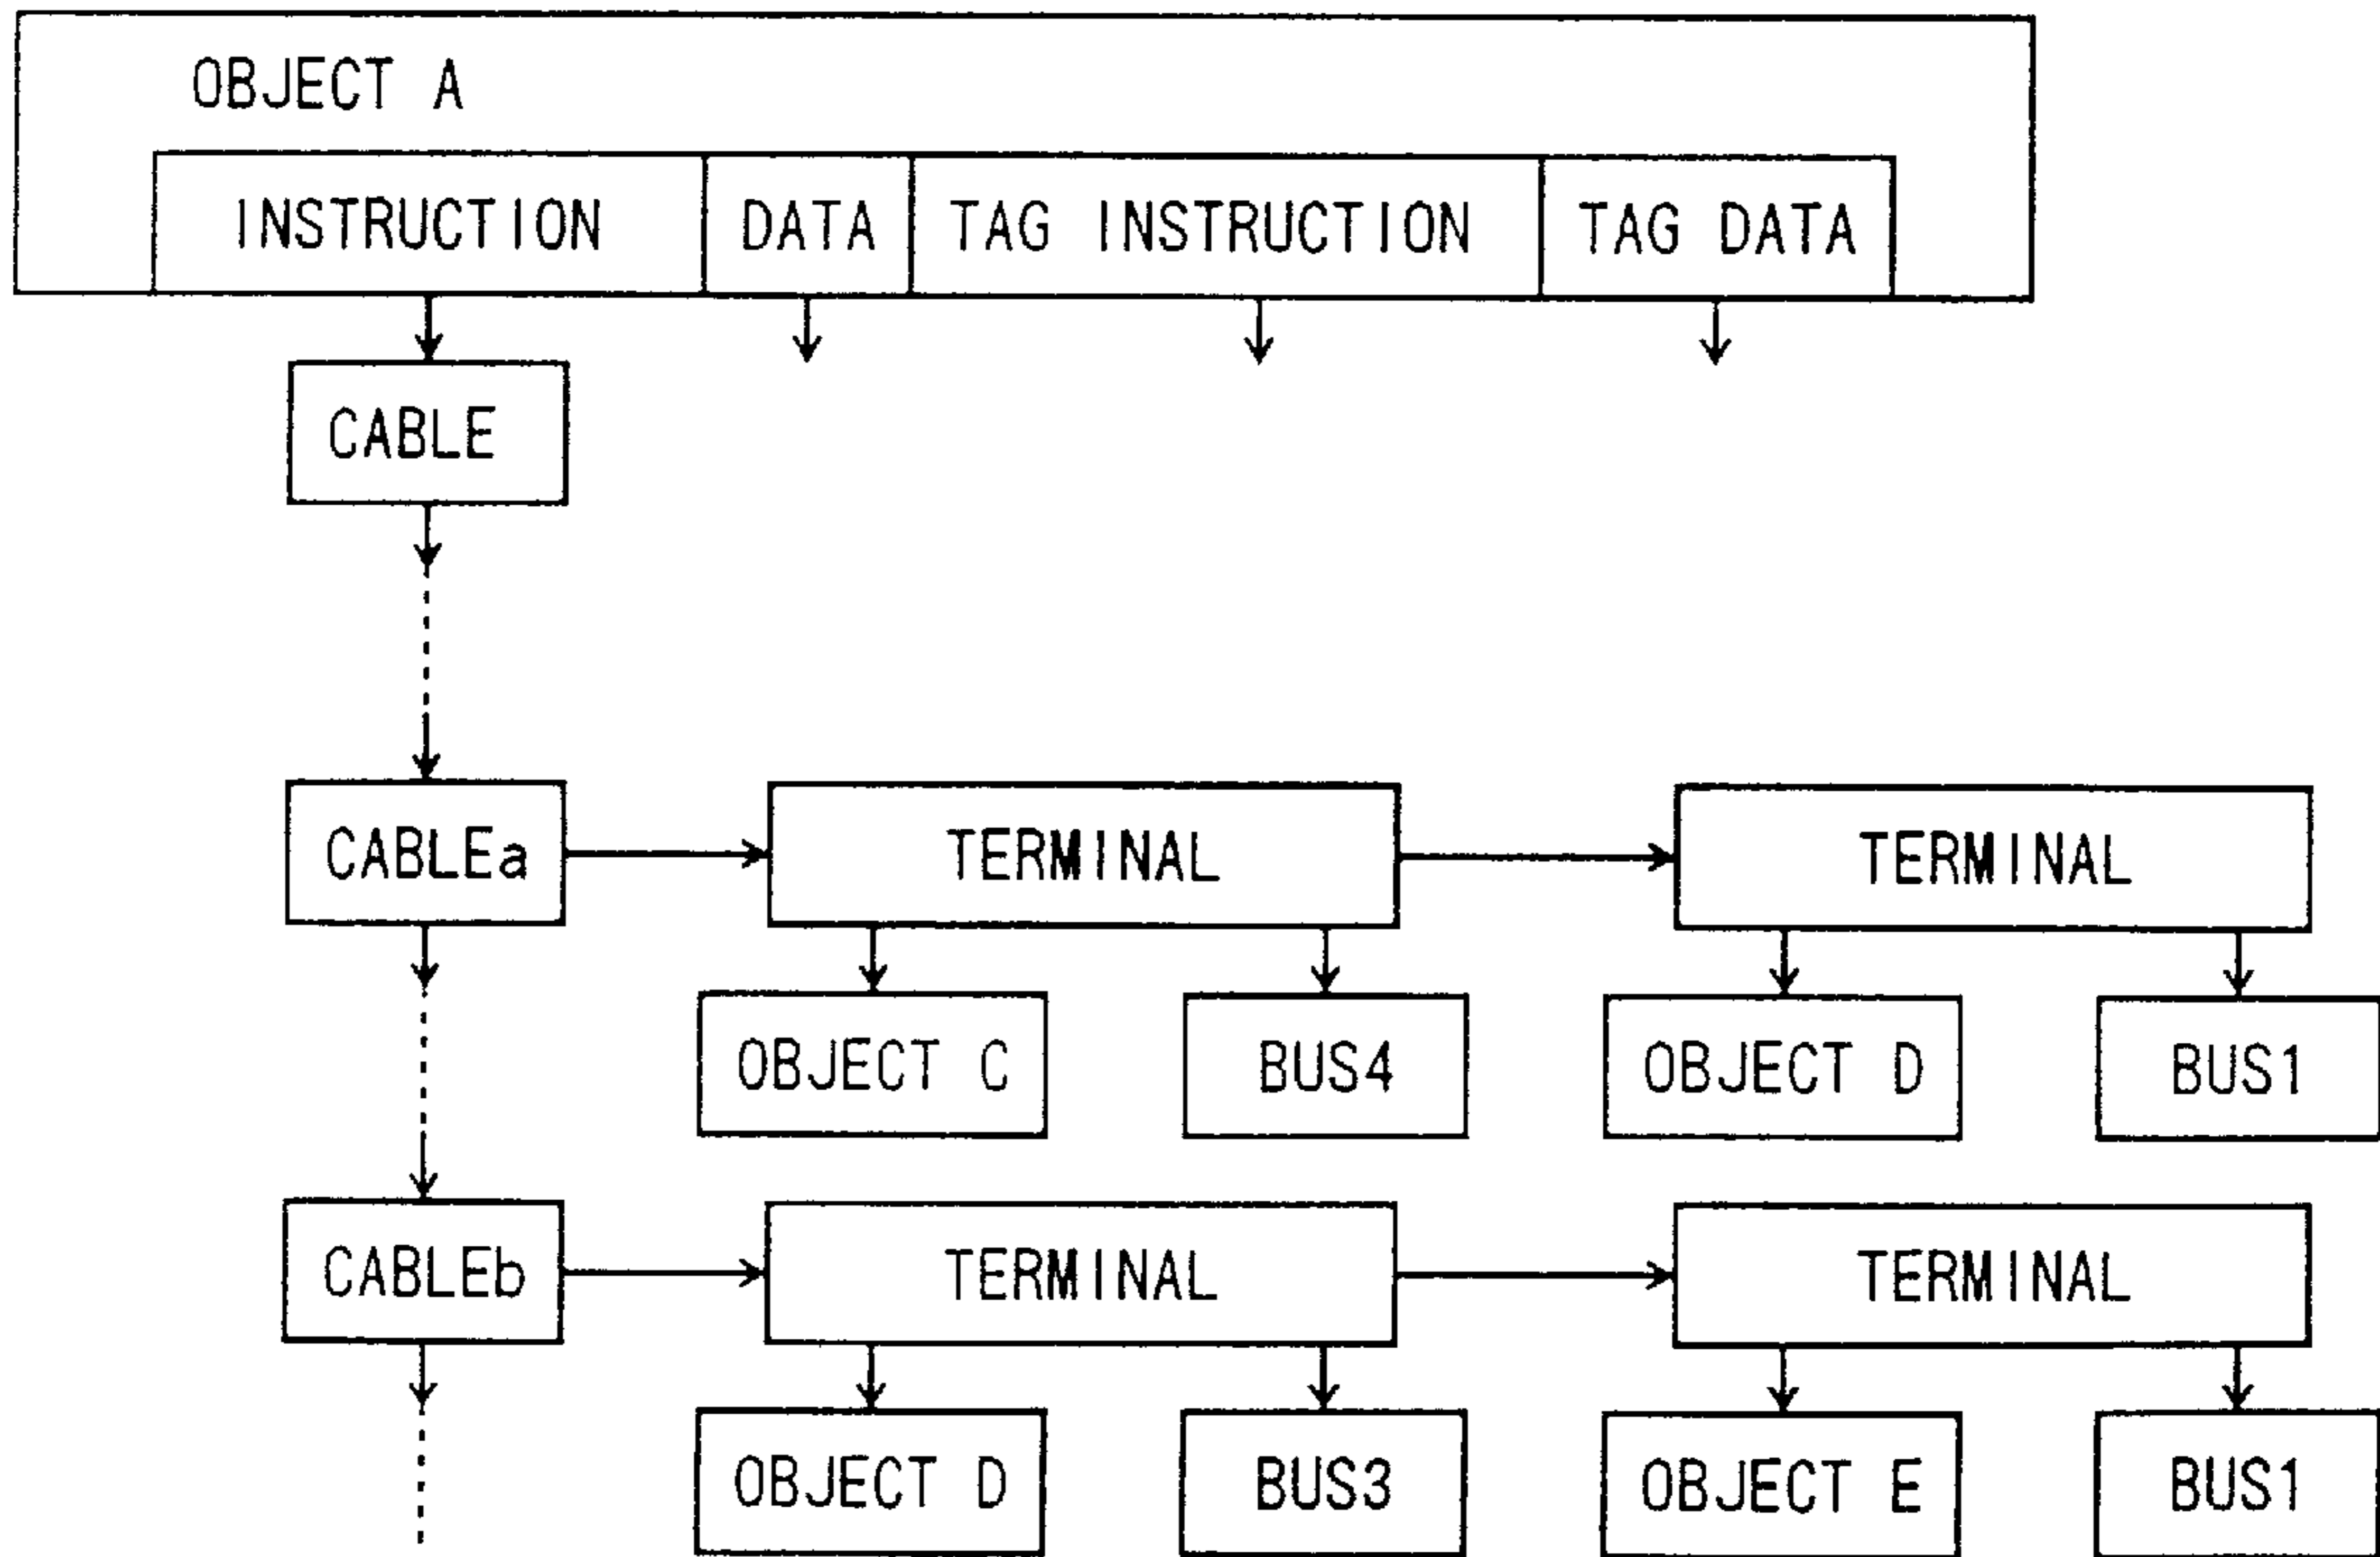 OBJECT A
INSTRUCTION DATA TAG INSTRUCTION TAG DATA
CABLE
CABLEa TERMINAL TERMINAL
OBJECT C BUS4 OBJECT D BUS1
CABLEb TERMINAL TERMINAL
OBJECT D BUS3 OBJECT E BUS1